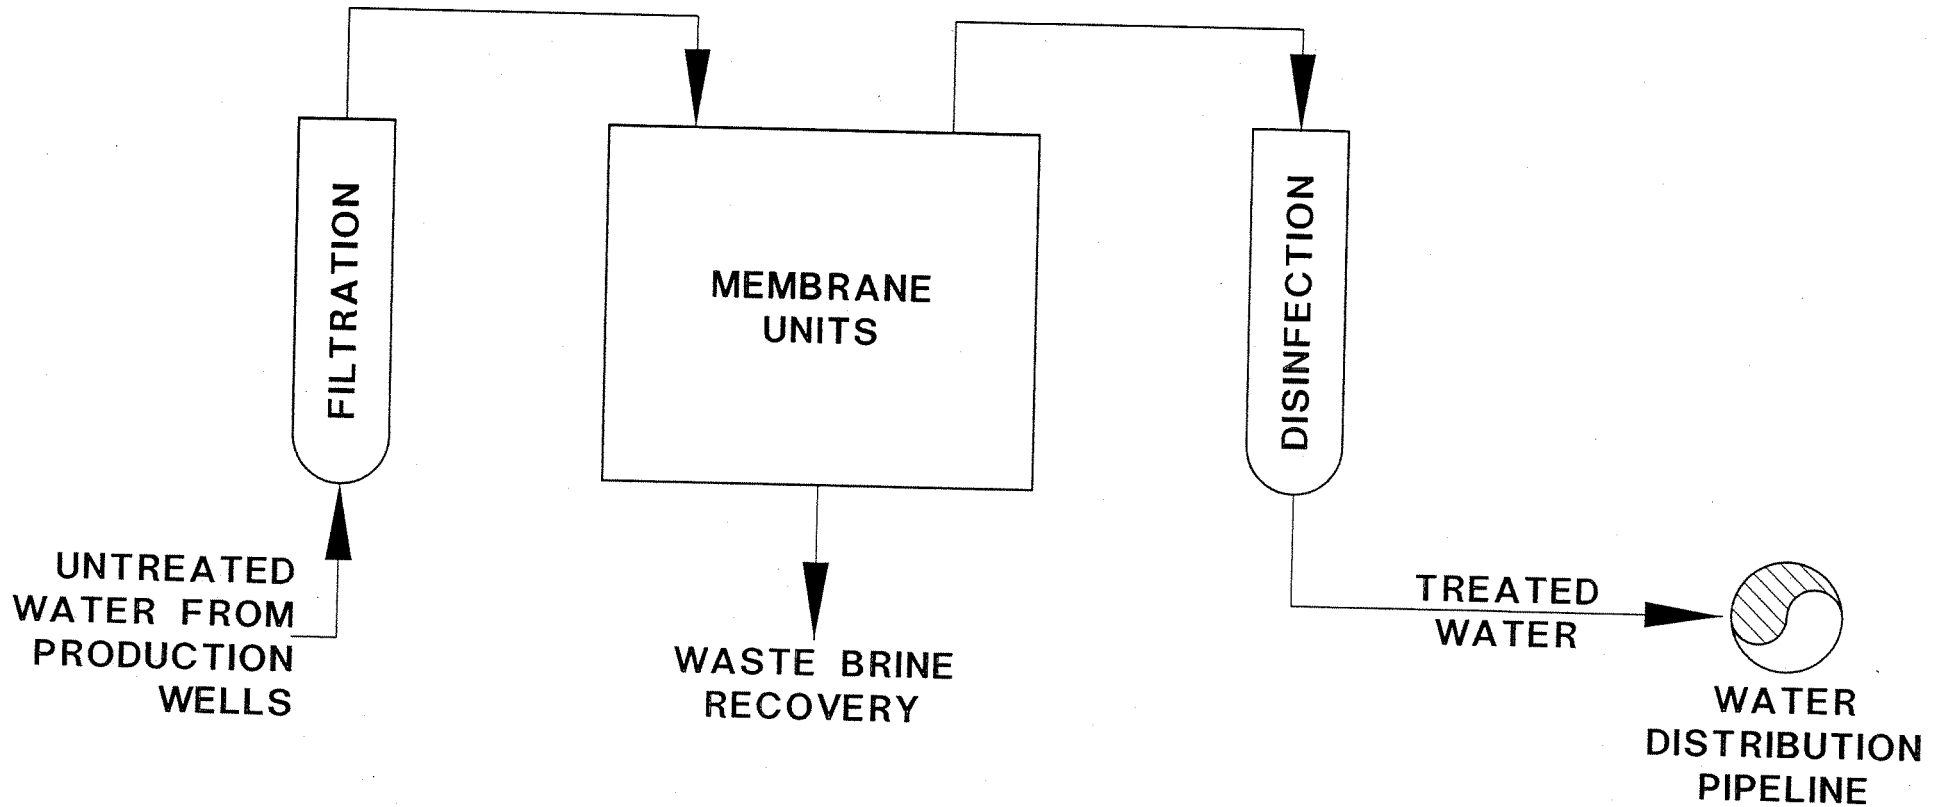 FILTRATION
MEMBRANE
UNITS
DISINFECTION
UNTREATED
WATER FROM
PRODUCTION
WELLS
WASTE BRINE
RECOVERY
TREATED
WATER
WATER
DISTRIBUTION
PIPELINE